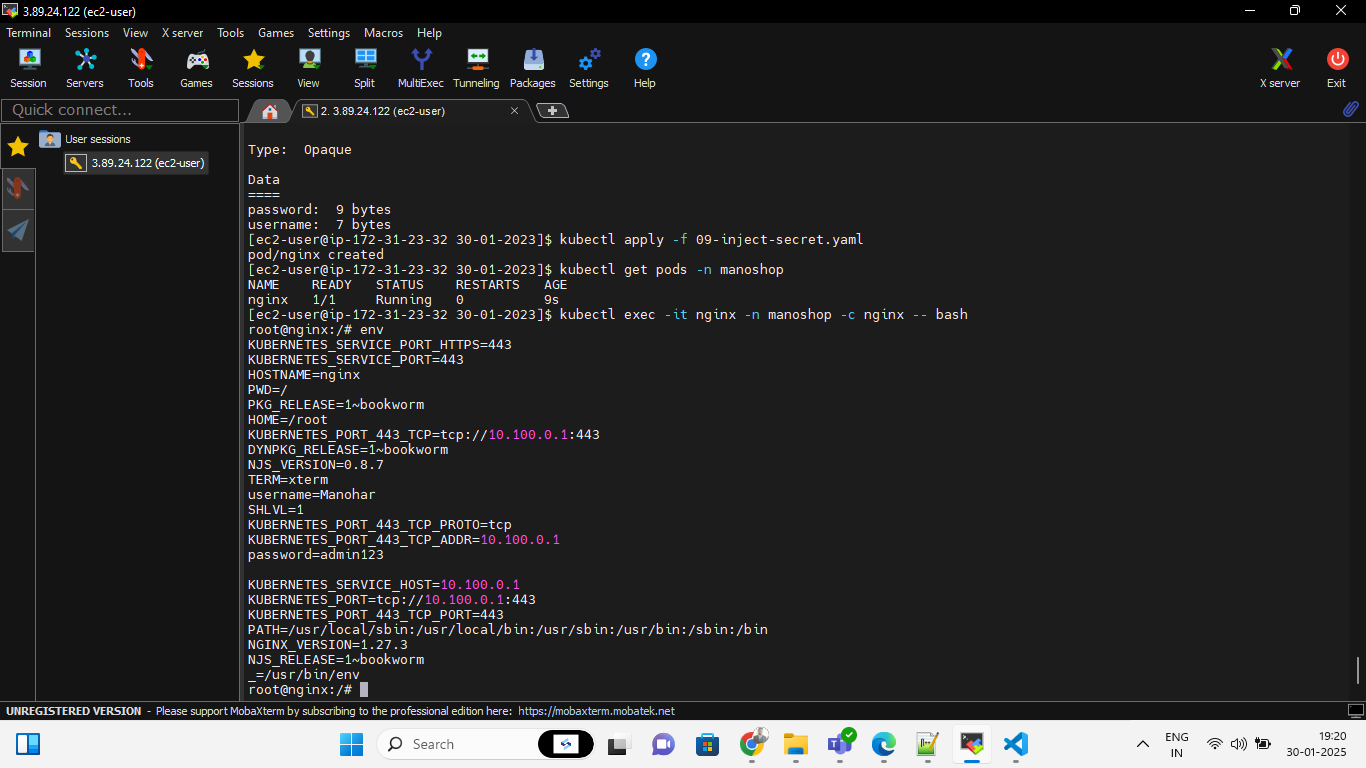 3.89.24.122 (ec2-user)
Terminal Sessions View X server Tools Games Settings Macros Help
Session Servers Tools Games Sessions View Split MultiExec Tunneling Packages Settings Help X server Exit
Quick connect...
2. 3.89.24.122 (ec2-user)
User sessions
3.89.24.122 (ec2-user)
Type:  Opaque
Data
====
password:  9 bytes
username:  7 bytes
[ec2-user@ip-172-31-23-32 30-01-2023]$ kubectl apply -f 09-inject-secret.yaml
pod/nginx created
[ec2-user@ip-172-31-23-32 30-01-2023]$ kubectl get pods -n manoshop
NAME    READY   STATUS    RESTARTS   AGE
nginx   1/1     Running   0          9s
[ec2-user@ip-172-31-23-32 30-01-2023]$ kubectl exec -it nginx -n manoshop -c nginx -- bash
root@nginx:/# env
KUBERNETES_SERVICE_PORT_HTTPS=443
KUBERNETES_SERVICE_PORT=443
HOSTNAME=nginx
PWD=/
PKG_RELEASE=1~bookworm
HOME=/root
KUBERNETES_PORT_443_TCP=tcp://10.100.0.1:443
DYNPKG_RELEASE=1~bookworm
NJS_VERSION=0.8.7
TERM=xterm
username=Manohar
SHLVL=1
KUBERNETES_PORT_443_TCP_PROTO=tcp
KUBERNETES_PORT_443_TCP_ADDR=10.100.0.1
password=admin123
KUBERNETES_SERVICE_HOST=10.100.0.1
KUBERNETES_PORT=tcp://10.100.0.1:443
KUBERNETES_PORT_443_TCP_PORT=443
PATH=/usr/local/sbin:/usr/local/bin:/usr/sbin:/usr/bin:/sbin:/bin
NGINX_VERSION=1.27.3
NJS_RELEASE=1~bookworm
_=/usr/bin/env
root@nginx:/#
UNREGISTERED VERSION - Please support MobaXterm by subscribing to the professional edition here: https://mobaxterm.mobatek.net
Search
ENG
IN
19:20
30-01-2025